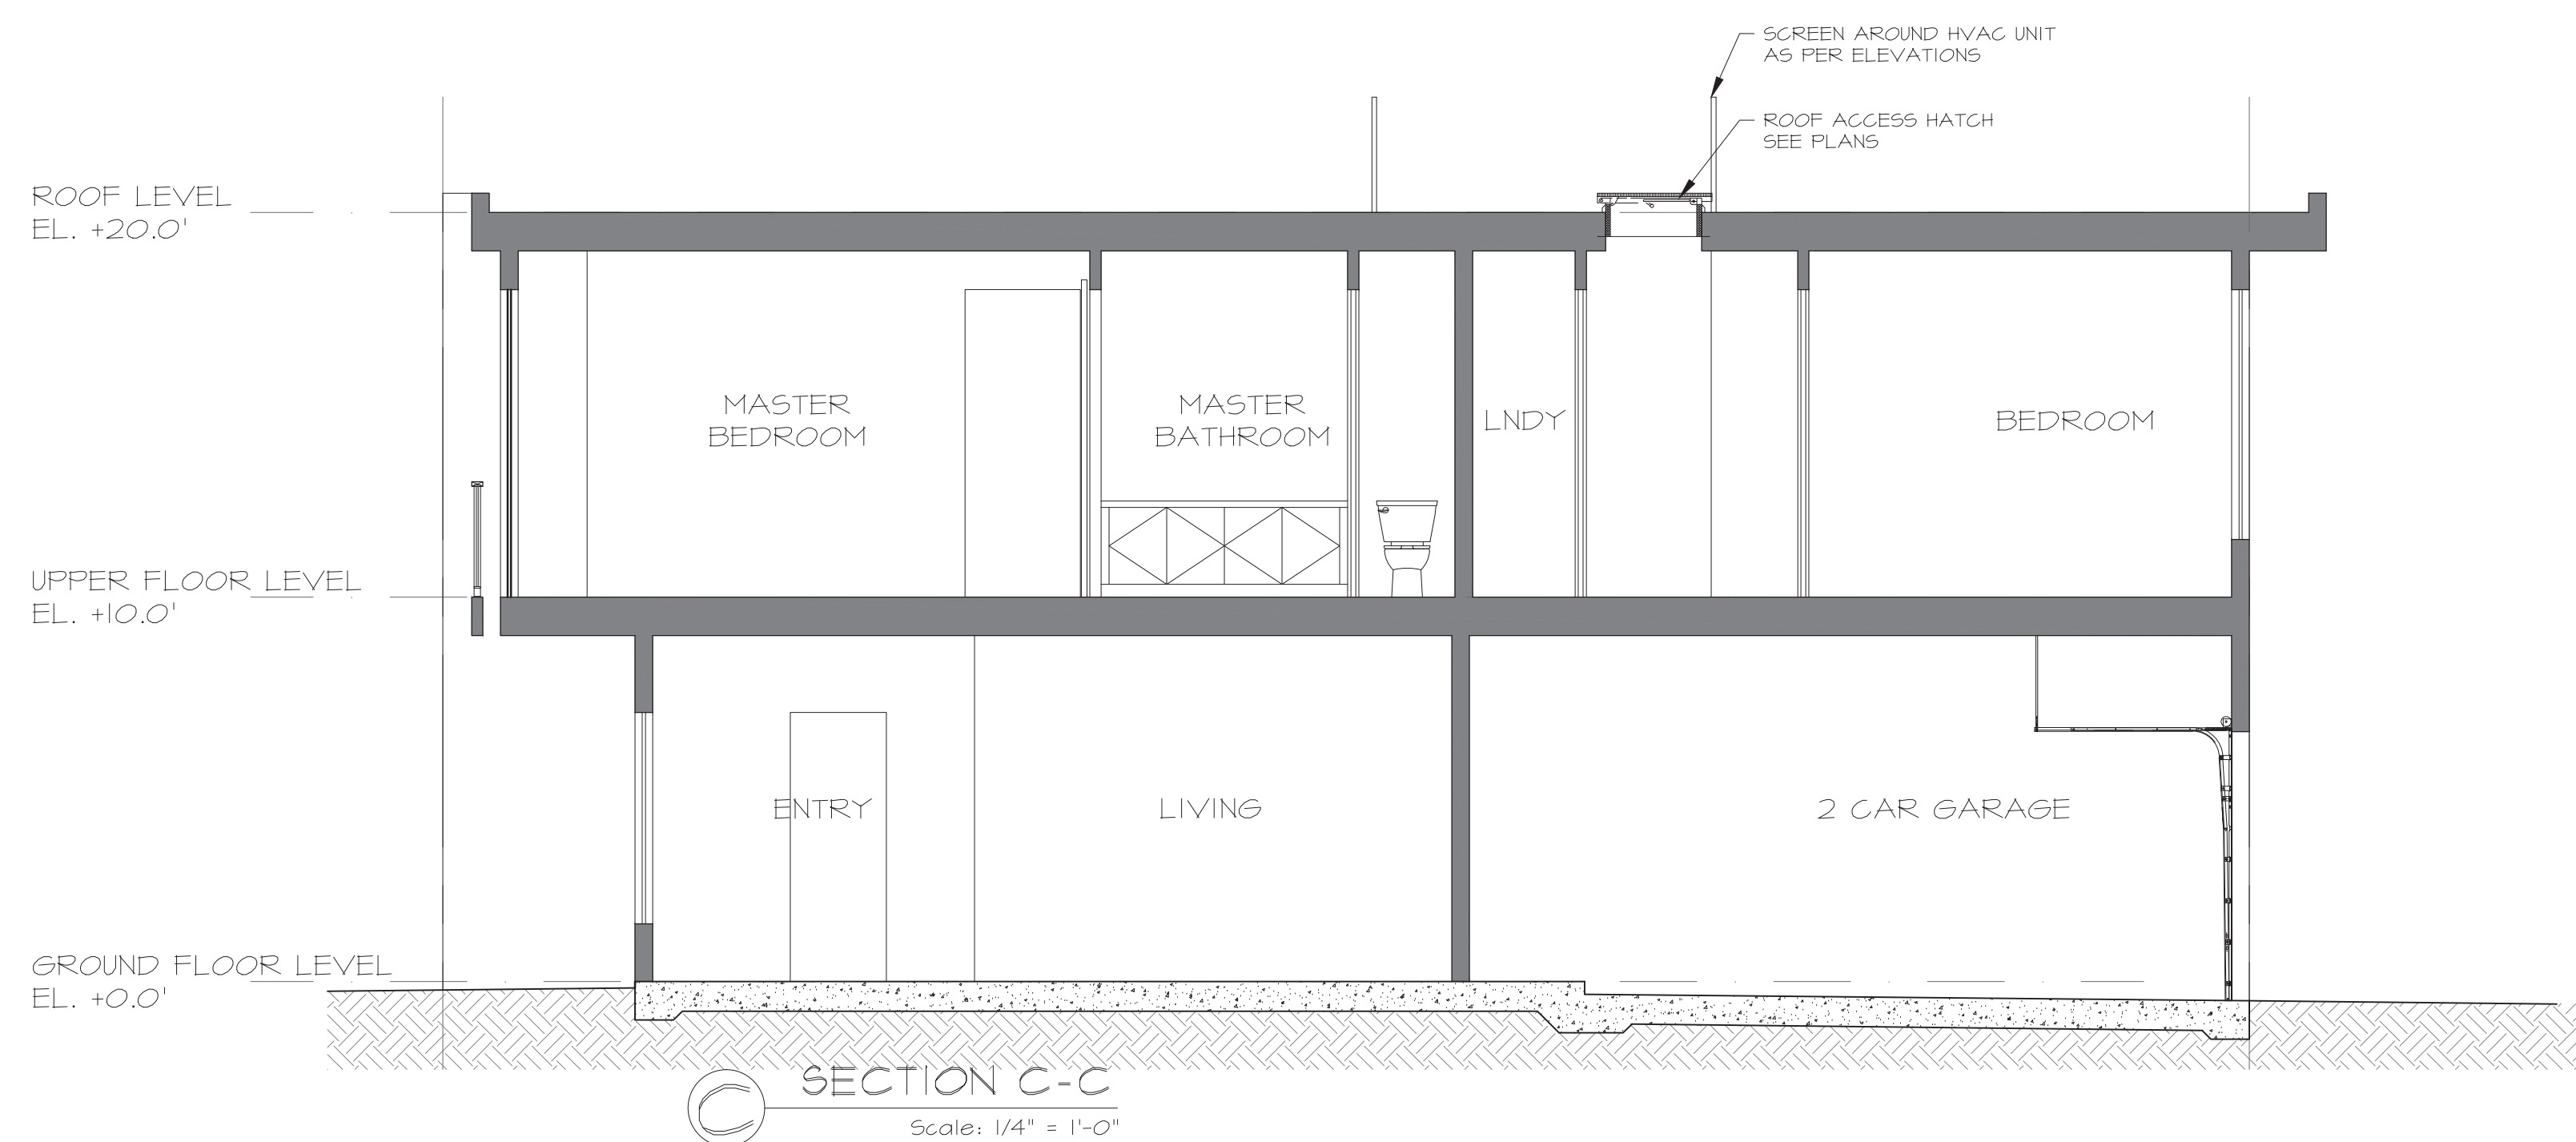 SCREEN AROUND HVAC UNIT
AS PER ELEVATIONS
ROOF ACCESS HATCH
SEE PLANS
ROOF LEVEL
EL. +20.0'
MASTER
BEDROOM
MASTER
BATHROOM
LNDY
BEDROOM
UPPER FLOOR LEVEL
EL. +10.0'
ENTRY
LIVING
2 CAR GARAGE
GROUND FLOOR LEVEL
EL. +0.0'
C
SECTION C-C
Scale: 1/4" = 1'-0"